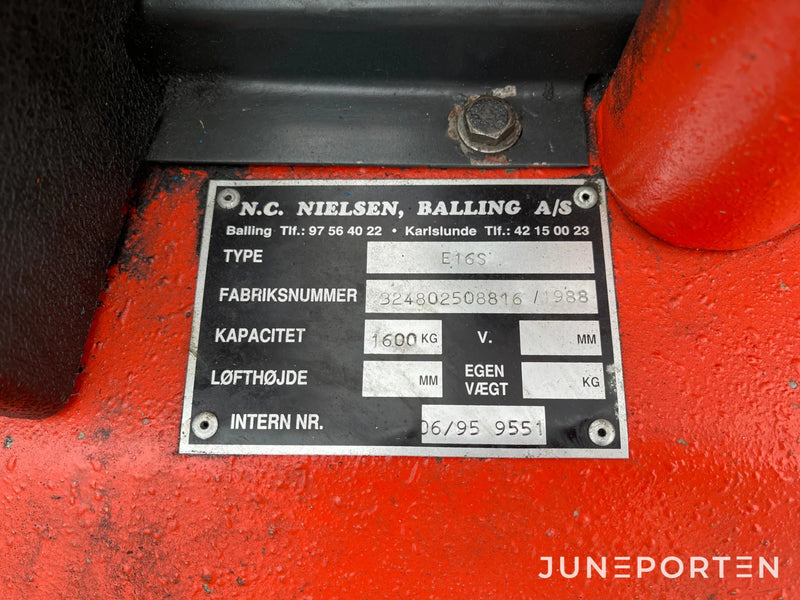 N.C. NIELSEN, BALLING A/S
Balling Tlf.: 97 56 40 22 • Karlslunde Tlf.: 42 15 00 23
TYPE E16S
FABRIKSNUMMER 324802508816 /1988
KAPACITET 1600 KG V. MM
LØFTHØJDE MM EGEN VÆGT KG
INTERN NR. 06/95 9551
JUNEPORTEN